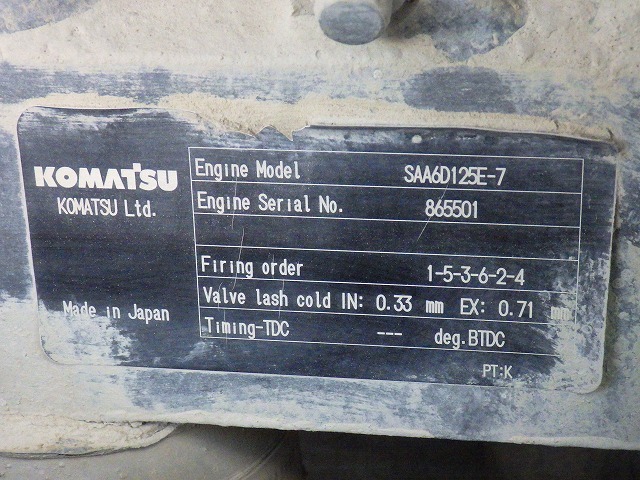 KOMATSU
KOMATSU Ltd.
Made in Japan
Engine Model SAA6D125E-7
Engine Serial No. 865501
Firing order 1-5-3-6-2-4
Valve lash cold IN: 0.33 mm EX: 0.71 mm
Timing-TDC --- deg.BTDC
PT:K